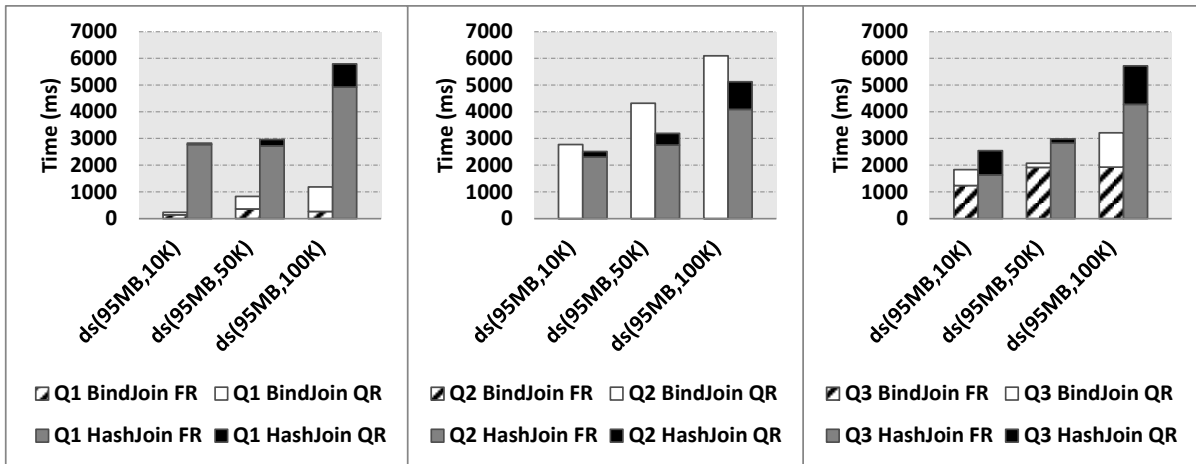 7000
6000
5000
4000
3000
2000
1000
0
Time (ms)
ds(95MB,10K)
ds(95MB,50K)
ds(95MB,100K)
Q1 BindJoin FR
Q1 BindJoin QR
Q1 HashJoin FR
Q1 HashJoin QR
7000
6000
5000
4000
3000
2000
1000
0
Time (ms)
ds(95MB,10K)
ds(95MB,50K)
ds(95MB,100K)
Q2 BindJoin FR
Q2 BindJoin QR
Q2 HashJoin FR
Q2 HashJoin QR
7000
6000
5000
4000
3000
2000
1000
0
Time (ms)
ds(95MB,10K)
ds(95MB,50K)
ds(95MB,100K)
Q3 BindJoin FR
Q3 BindJoin QR
Q3 HashJoin FR
Q3 HashJoin QR